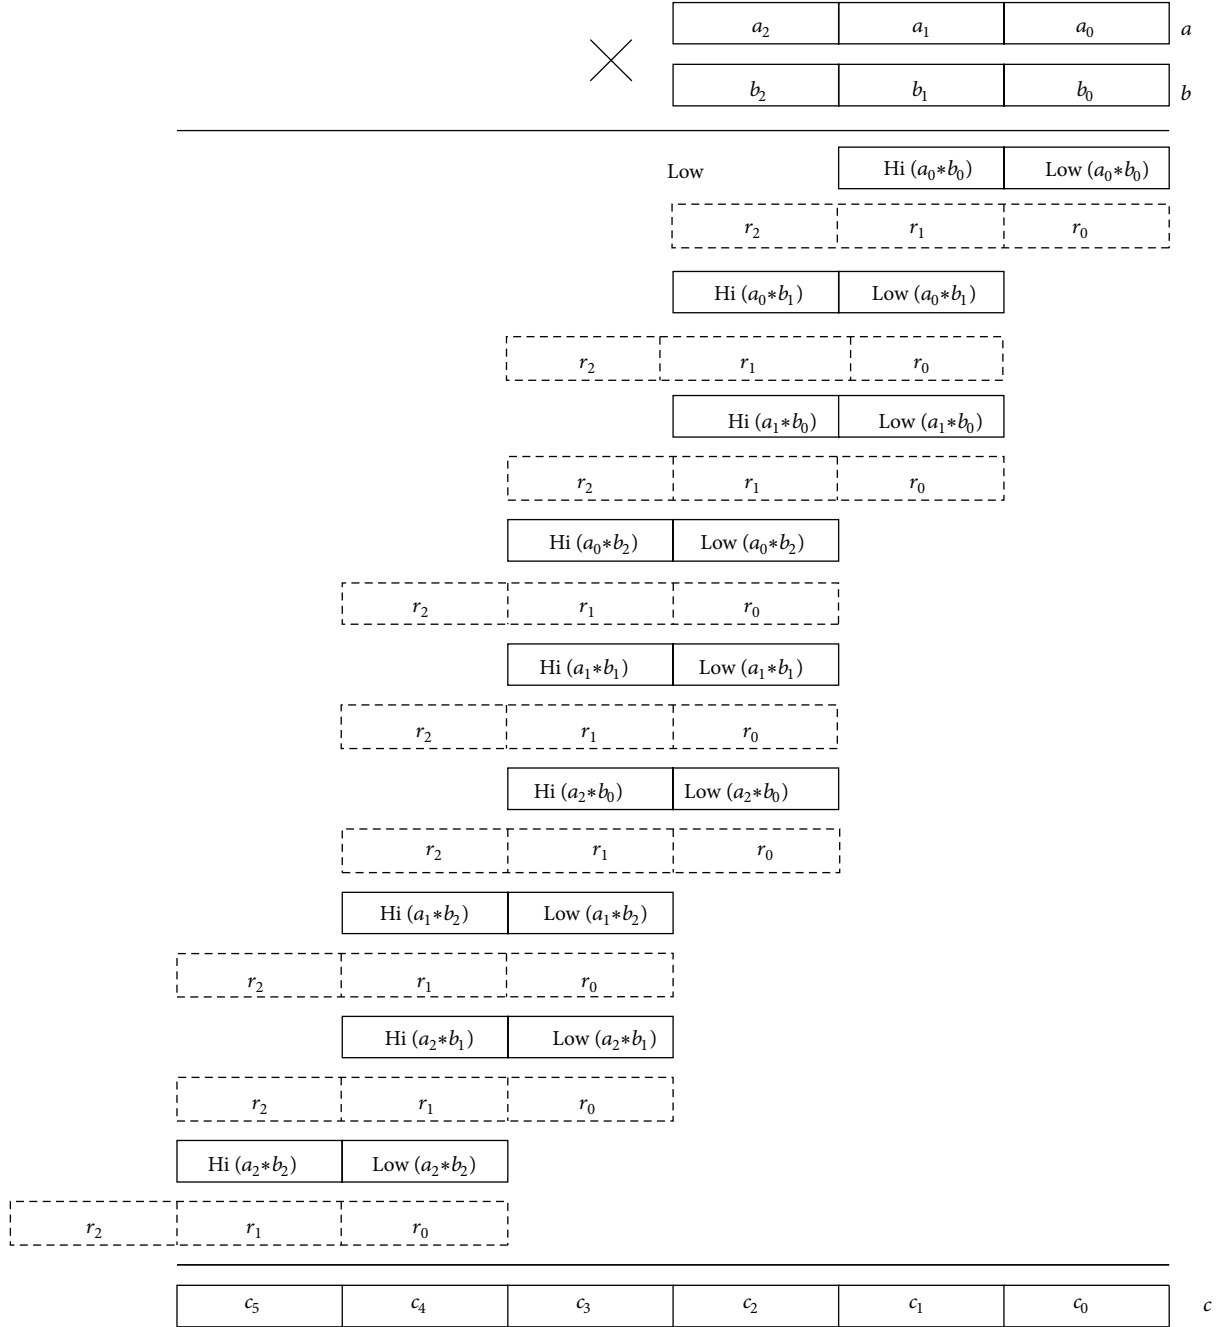 a₂ a₁ a₀ a
×
b₂ b₁ b₀ b
Low Hi (a₀∗b₀) Low (a₀∗b₀)
r₂ r₁ r₀
Hi (a₀∗b₁) Low (a₀∗b₁)
r₂ r₁ r₀
Hi (a₁∗b₀) Low (a₁∗b₀)
r₂ r₁ r₀
Hi (a₀∗b₂) Low (a₀∗b₂)
r₂ r₁ r₀
Hi (a₁∗b₁) Low (a₁∗b₁)
r₂ r₁ r₀
Hi (a₂∗b₀) Low (a₂∗b₀)
r₂ r₁ r₀
Hi (a₁∗b₂) Low (a₁∗b₂)
r₂ r₁ r₀
Hi (a₂∗b₁) Low (a₂∗b₁)
r₂ r₁ r₀
Hi (a₂∗b₂) Low (a₂∗b₂)
r₂ r₁ r₀
c₅ c₄ c₃ c₂ c₁ c₀ c